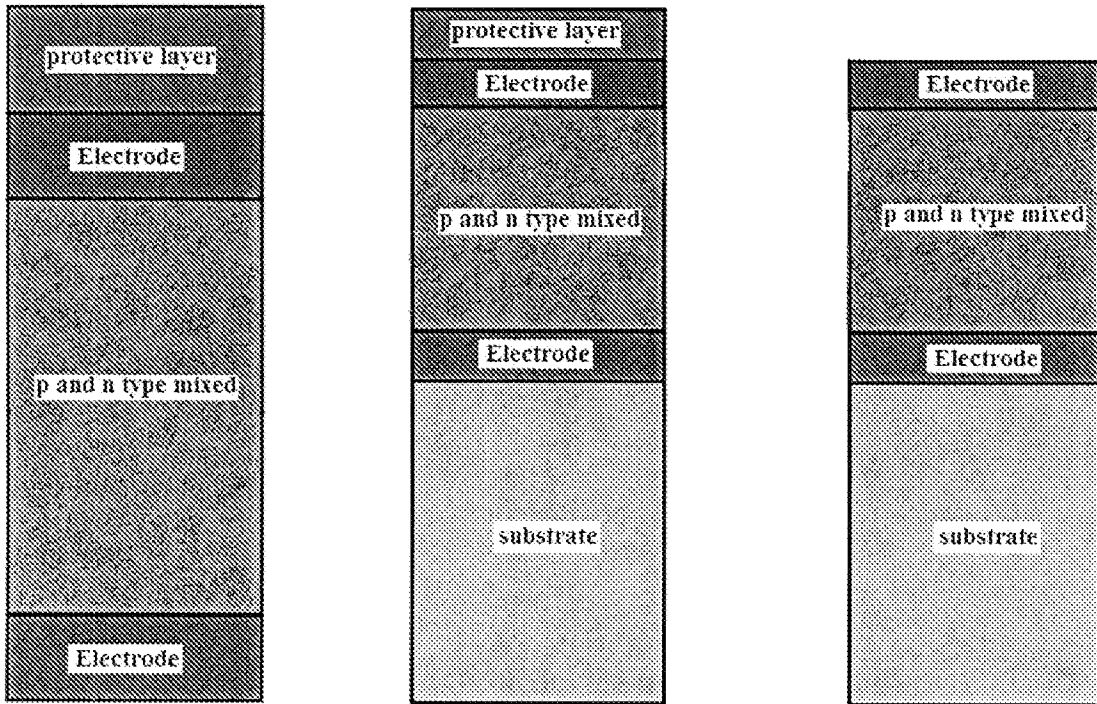 protective layer
Electrode
p and n type mixed
Electrode
protective layer
Electrode
p and n type mixed
Electrode
substrate
Electrode
p and n type mixed
Electrode
substrate